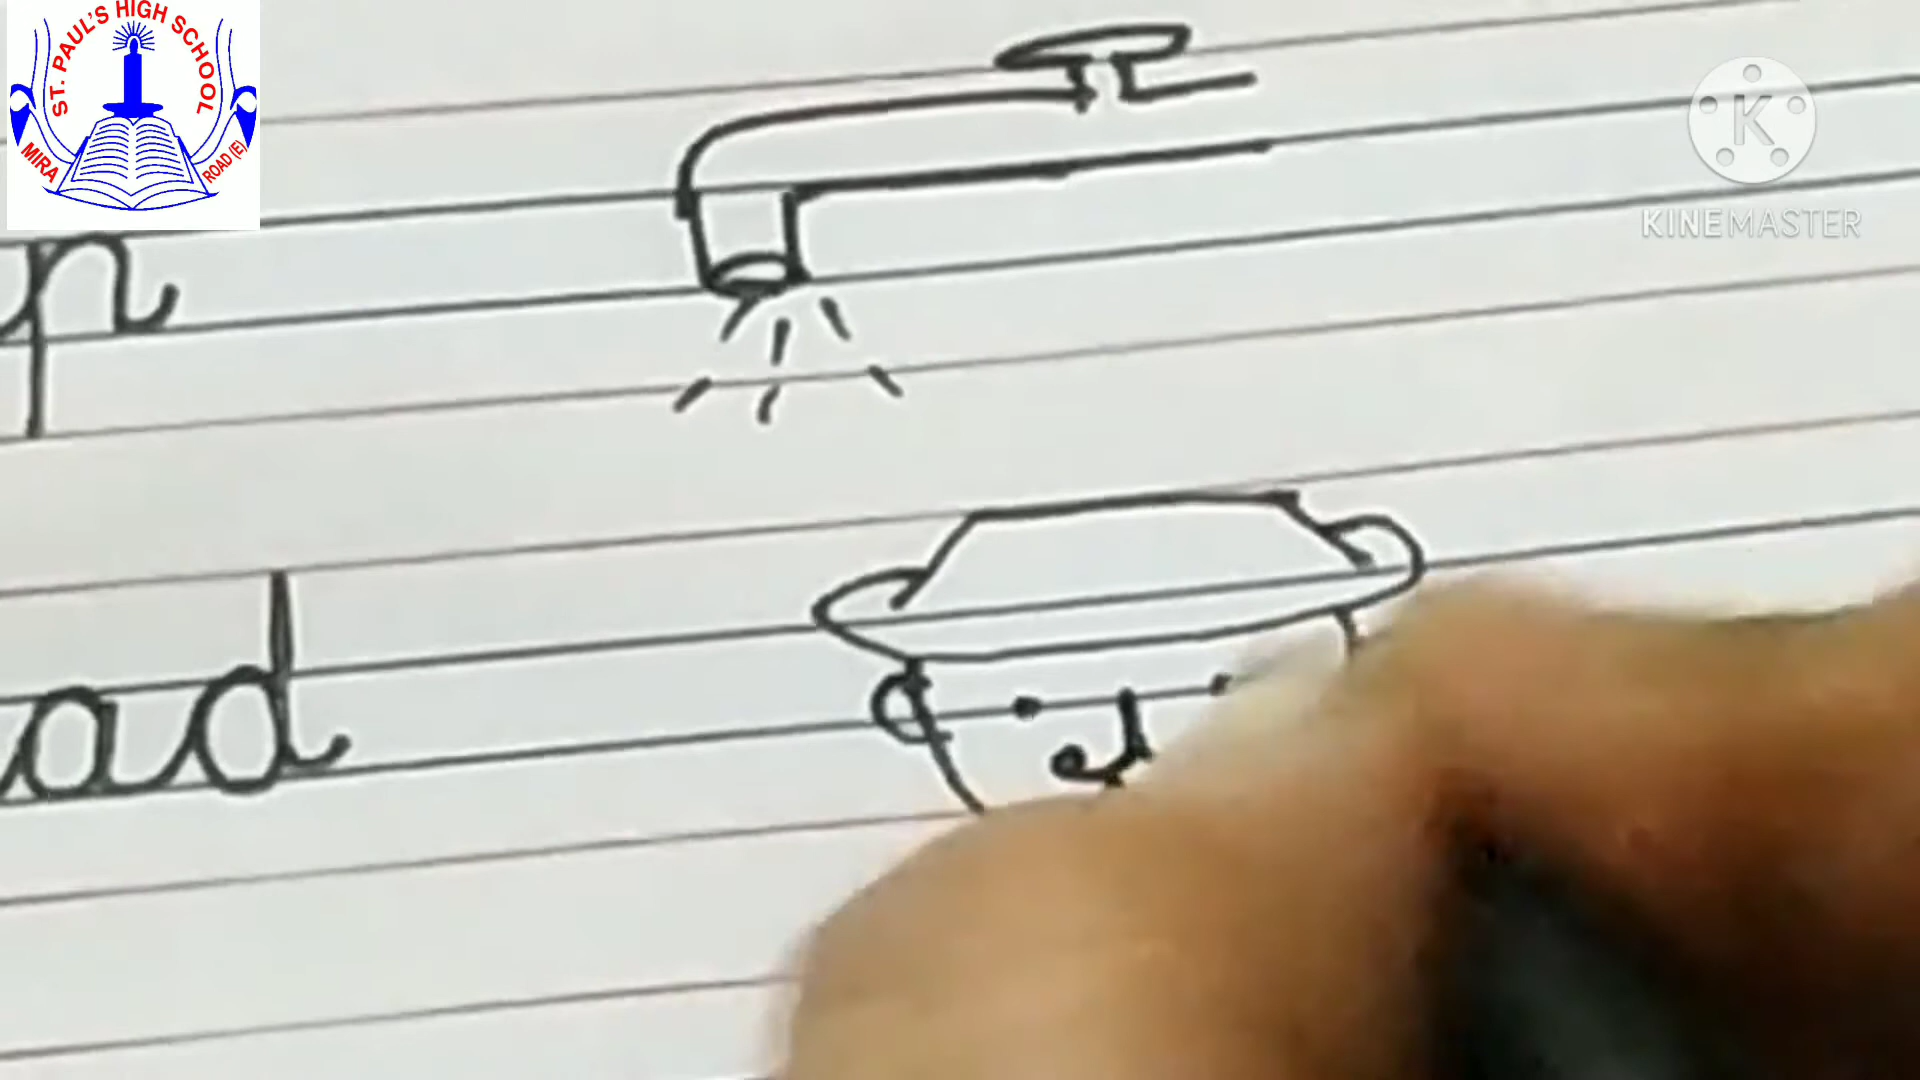 ST. PAUL'S HIGH SCHOOL
MIRA ROAD (E)
K
KINEMASTER
ad